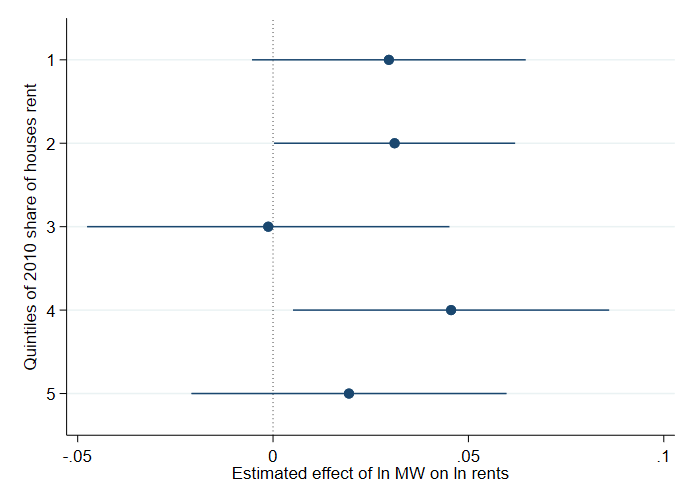 Quintiles of 2010 share of houses rent
1
2
3
4
5
-.05 0 .05 .1
Estimated effect of ln MW on ln rents